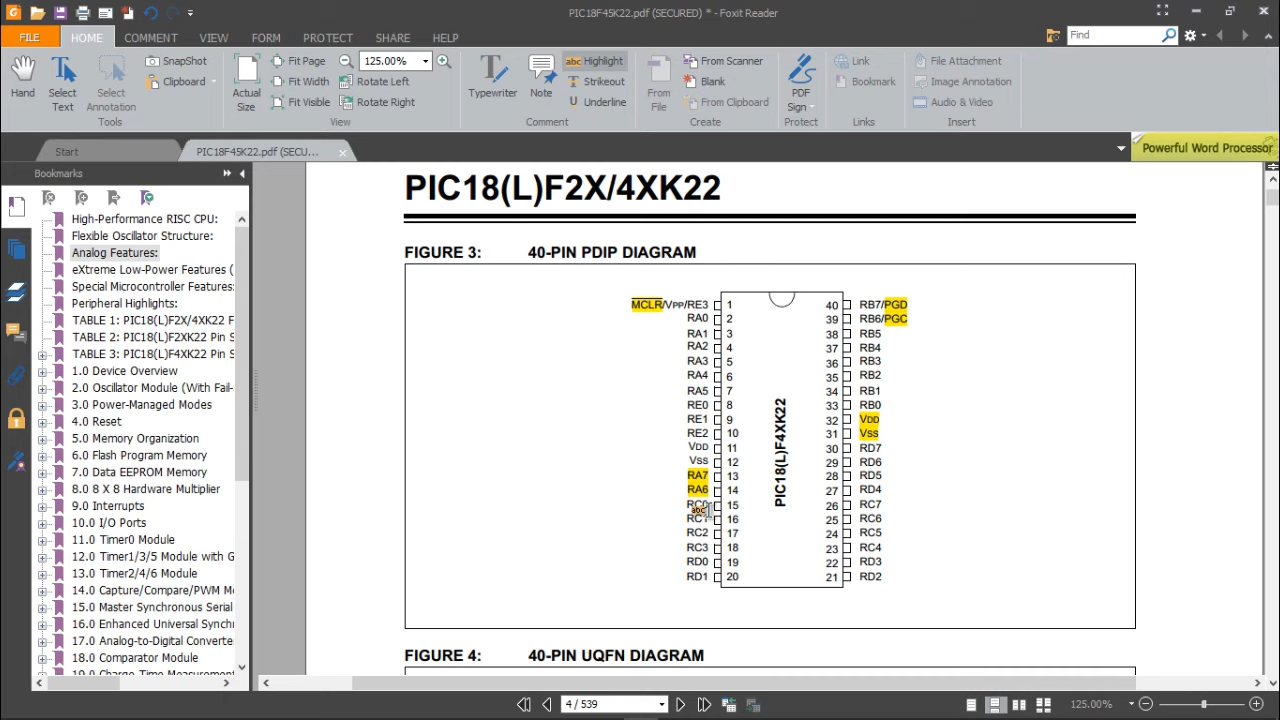 PIC18F45K22.pdf (SECURED) * - Foxit Reader
FILE HOME COMMENT VIEW FORM PROTECT SHARE HELP Find
SnapShot Fit Page 125.00% abc Highlight From Scanner Link File Attachment
Clipboard Fit Width Rotate Left Strikeout Blank Bookmark Image Annotation
Hand Select Text Select Annotation Actual Size Fit Visible Rotate Right Typewriter Note Underline From File From Clipboard PDF Sign Audio & Video
Tools View Comment Create Protect Links Insert
Start PIC18F45K22.pdf (SECU... Powerful Word Processor
Bookmarks
High-Performance RISC CPU:
Flexible Oscillator Structure:
Analog Features:
eXtreme Low-Power Features (
Special Microcontroller Features:
Peripheral Highlights:
TABLE 1: PIC18(L)F2X/4XK22 F
TABLE 2: PIC18(L)F2XK22 Pin S
TABLE 3: PIC18(L)F4XK22 Pin S
1.0 Device Overview
2.0 Oscillator Module (With Fail-
3.0 Power-Managed Modes
4.0 Reset
5.0 Memory Organization
6.0 Flash Program Memory
7.0 Data EEPROM Memory
8.0 8 X 8 Hardware Multiplier
9.0 Interrupts
10.0 I/O Ports
11.0 Timer0 Module
12.0 Timer1/3/5 Module with G
13.0 Timer2/4/6 Module
14.0 Capture/Compare/PWM M
15.0 Master Synchronous Serial
16.0 Enhanced Universal Synchr
17.0 Analog-to-Digital Converte
18.0 Comparator Module
19.0 Charge-Time Measurement
PIC18(L)F2X/4XK22
FIGURE 3: 40-PIN PDIP DIAGRAM
MCLR/VPP/RE3 1 40 RB7/PGD
RA0 2 39 RB6/PGC
RA1 3 38 RB5
RA2 4 37 RB4
RA3 5 36 RB3
RA4 6 35 RB2
RA5 7 34 RB1
RE0 8 33 RB0
RE1 9 32 VDD
RE2 10 31 VSS
VDD 11 30 RD7
VSS 12 29 RD6
RA7 13 28 RD5
RA6 14 27 RD4
RC0 15 26 RC7
abc
RC1 16 25 RC6
RC2 17 24 RC5
RC3 18 23 RC4
RD0 19 22 RD3
RD1 20 21 RD2
PIC18(L)F4XK22
FIGURE 4: 40-PIN UQFN DIAGRAM
4 / 539 125.00%